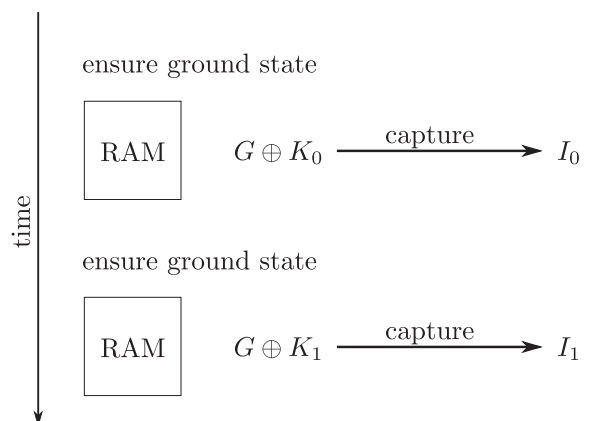 time
ensure ground state
RAM
G ⊕ K₀
capture
I₀
ensure ground state
RAM
G ⊕ K₁
capture
I₁